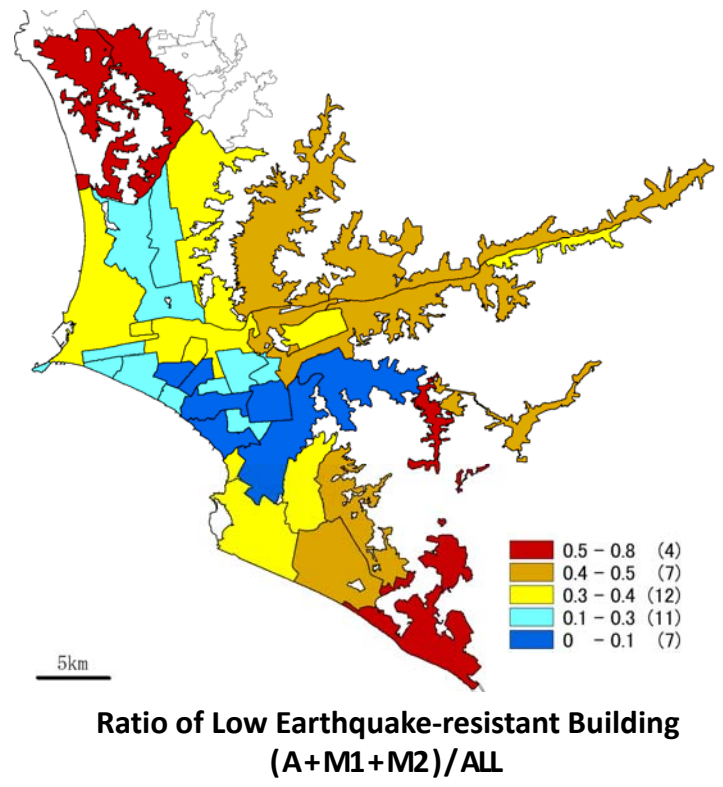 0.5 - 0.8 (4)
0.4 - 0.5 (7)
0.3 - 0.4 (12)
0.1 - 0.3 (11)
0 - 0.1 (7)
5km
Ratio of Low Earthquake-resistant Building
(A+M1+M2)/ALL